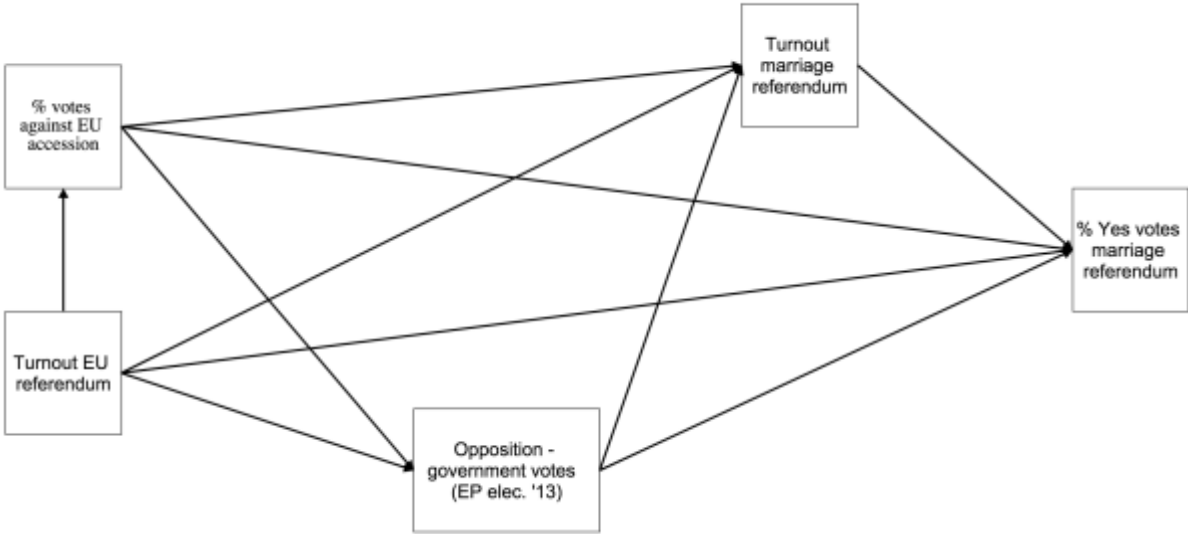 Turnout
marriage
referendum
% votes
against EU
accession
% Yes votes
marriage
referendum
Turnout EU
referendum
Opposition -
government votes
(EP elec. '13)